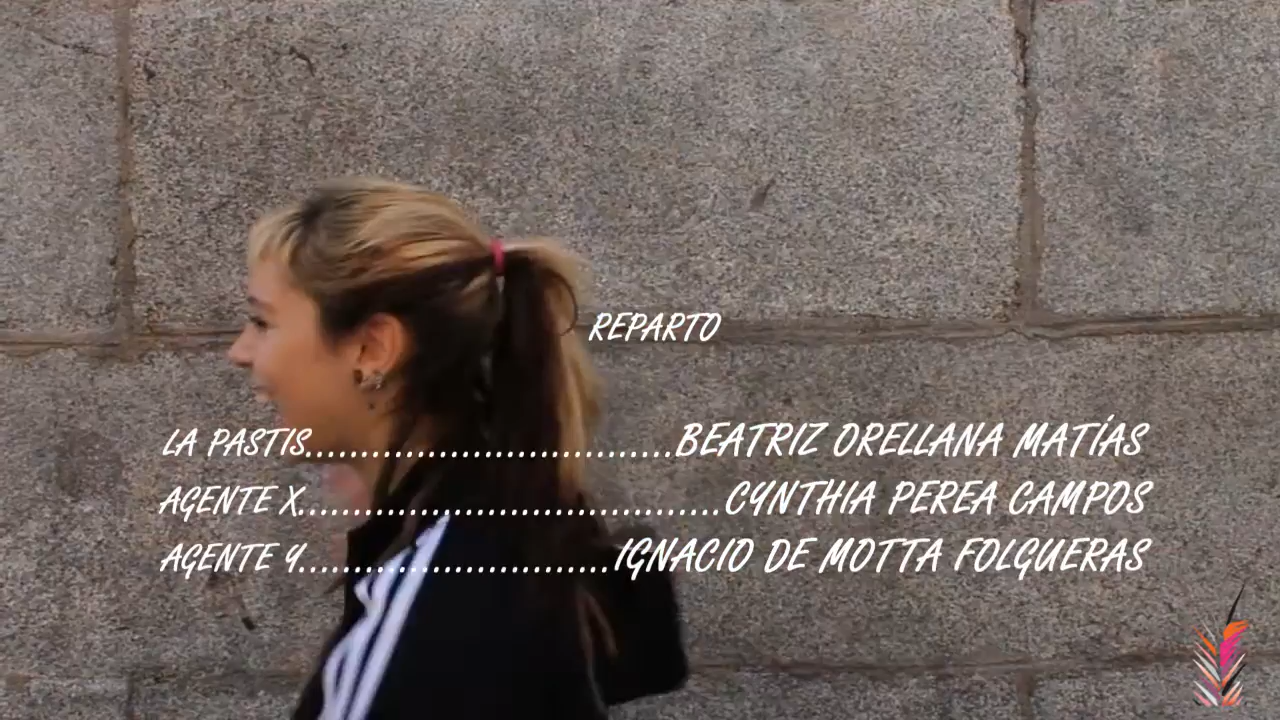 REPARTO
LA PASTIS..................................BEATRIZ ORELLANA MATÍAS
AGENTE X.......................................CYNTHIA PEREA CAMPOS
AGENTE Y............................IGNACIO DE MOTTA FOLGUERAS